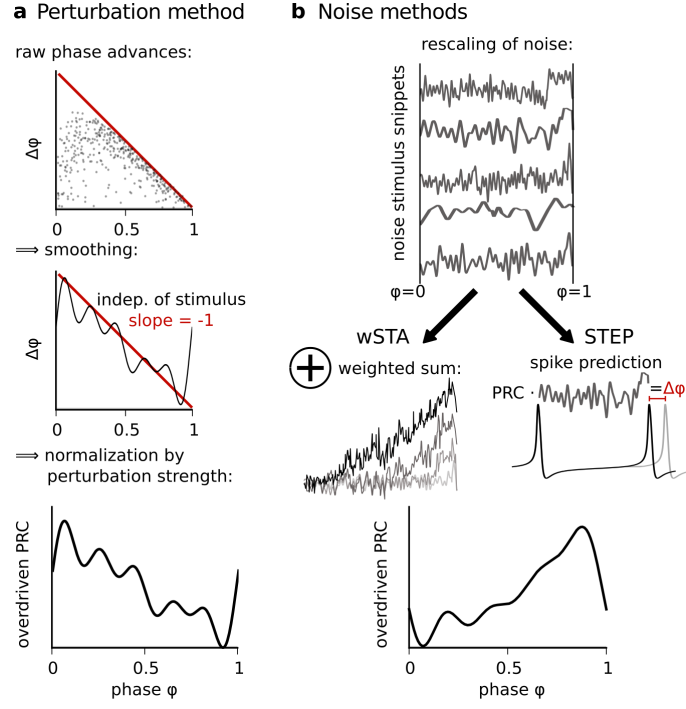 a Perturbation method
raw phase advances:
Δφ
0 0.5 1
⟹ smoothing:
indep. of stimulus
slope = -1
Δφ
0 0.5 1
⟹ normalization by
perturbation strength:
overdriven PRC
0 0.5 1
phase φ
b Noise methods
rescaling of noise:
noise stimulus snippets
φ=0 φ=1
wSTA
+ weighted sum:
STEP
spike prediction
PRC · =Δφ
overdriven PRC
0 0.5 1
phase φ